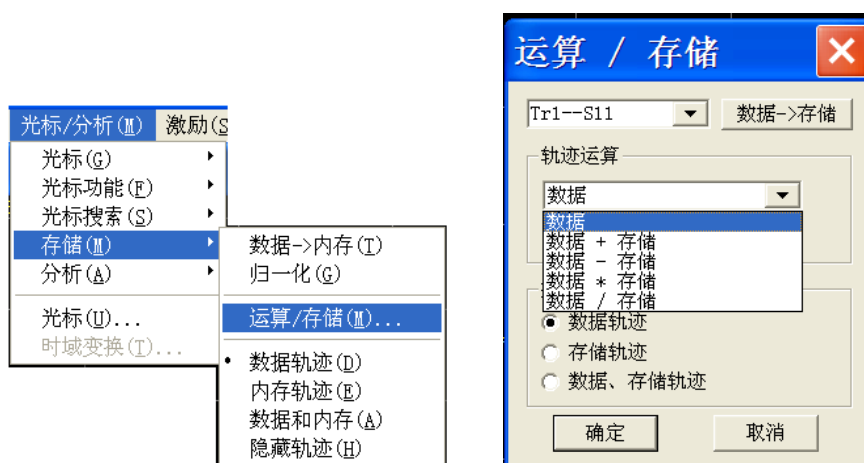 光标/分析(M) 激励(S
光标(G)
光标功能(F)
光标搜索(S)
存储(M)
分析(A)
光标(U)...
时域变换(T)...
数据->内存(T)
归一化(G)
运算/存储(M)...
数据轨迹(D)
内存轨迹(E)
数据和内存(A)
隐藏轨迹(H)
运算 / 存储
Tr1--S11 数据->存储
轨迹运算
数据
数据
数据 + 存储
数据 - 存储
数据 * 存储
数据 / 存储
数据轨迹
存储轨迹
数据、存储轨迹
确定 取消